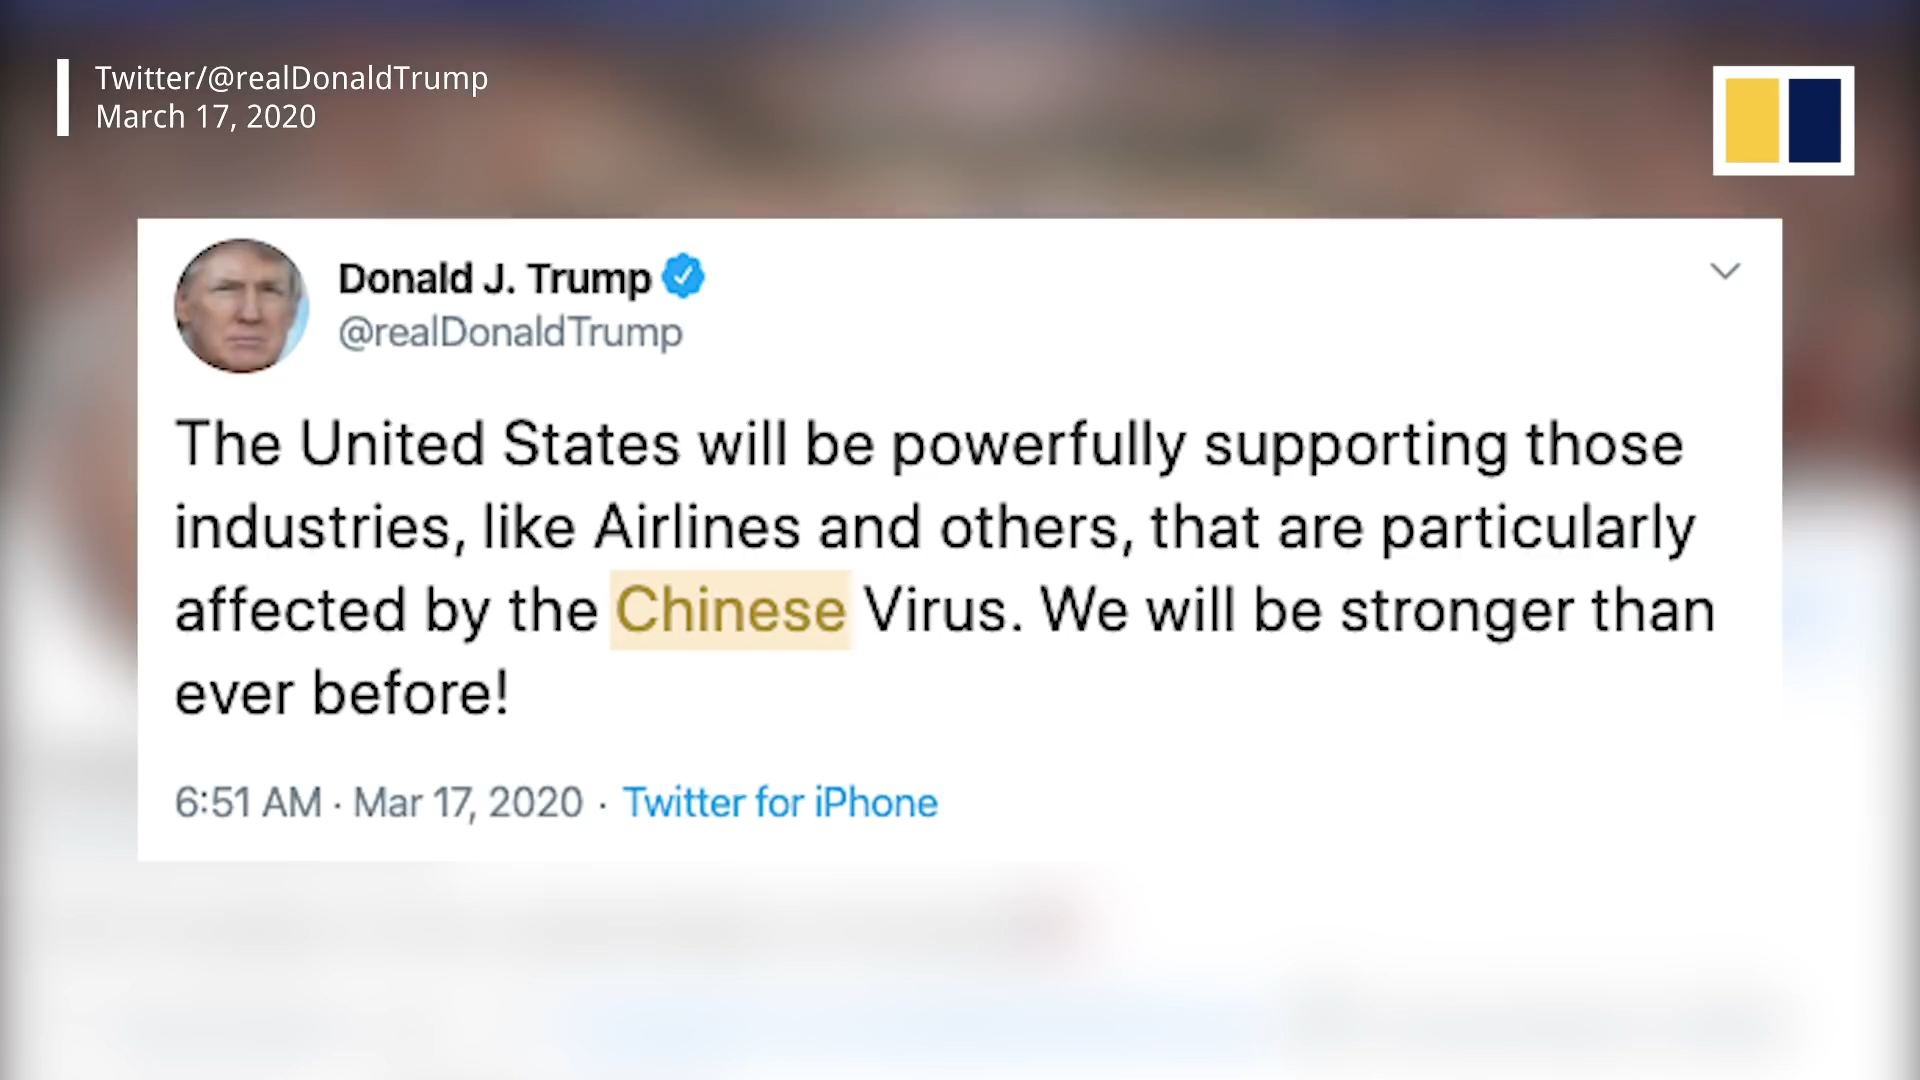 Twitter/@realDonaldTrump
March 17, 2020
Donald J. Trump
@realDonaldTrump
The United States will be powerfully supporting those
industries, like Airlines and others, that are particularly
affected by the Chinese Virus. We will be stronger than
ever before!
6:51 AM · Mar 17, 2020 · Twitter for iPhone